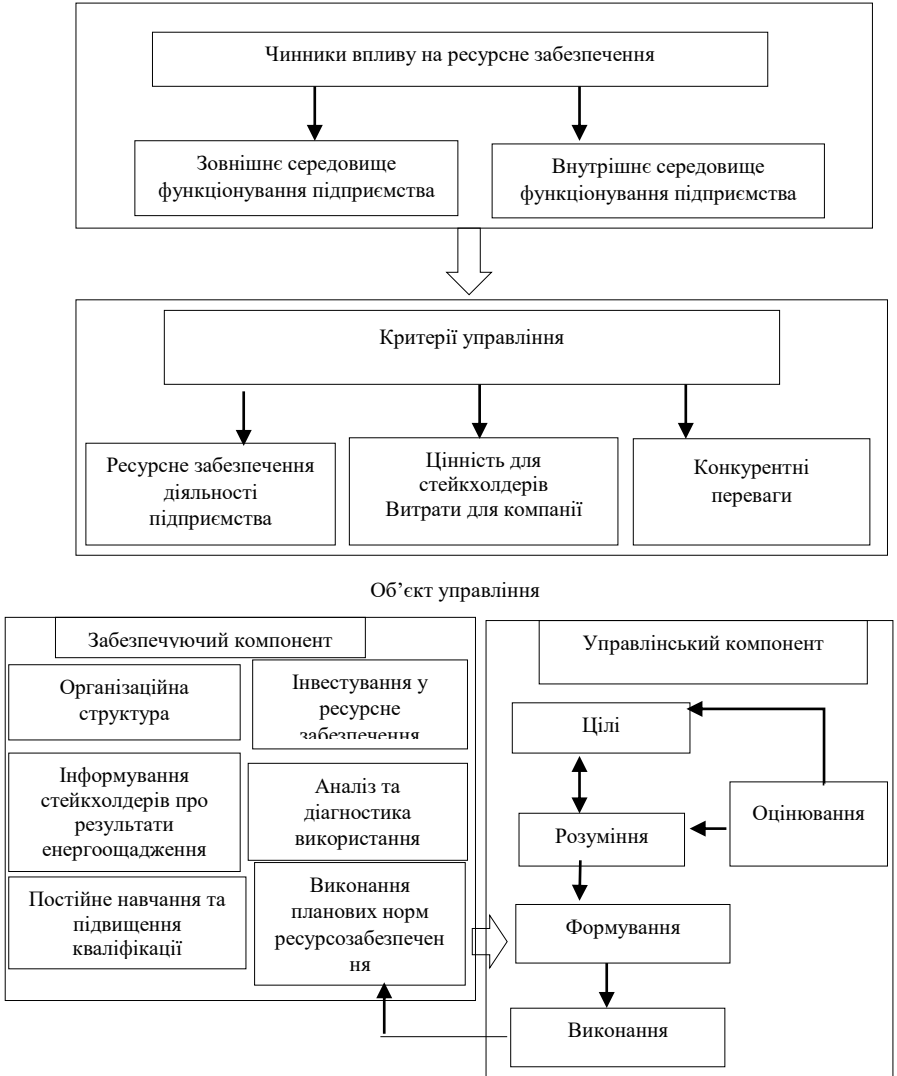 Чинники впливу на ресурсне забезпечення
Зовнішнє середовище
функціонування підприємства
Внутрішнє середовище
функціонування підприємства
Критерії управління
Ресурсне забезпечення
діяльності
підприємства
Цінність для
стейкхолдерів
Витрати для компанії
Конкурентні
переваги
Об’єкт управління
Забезпечуючий компонент
Організаційна
структура
Інвестування у
ресурсне
забезпечення
Інформування
стейкхолдерів про
результати
енергоощадження
Аналіз та
діагностика
використання
Постійне навчання та
підвищення
кваліфікації
Виконання
планових норм
ресурсозабезпечен
ня
Управлінський компонент
Цілі
Розуміння
Оцінювання
Формування
Виконання